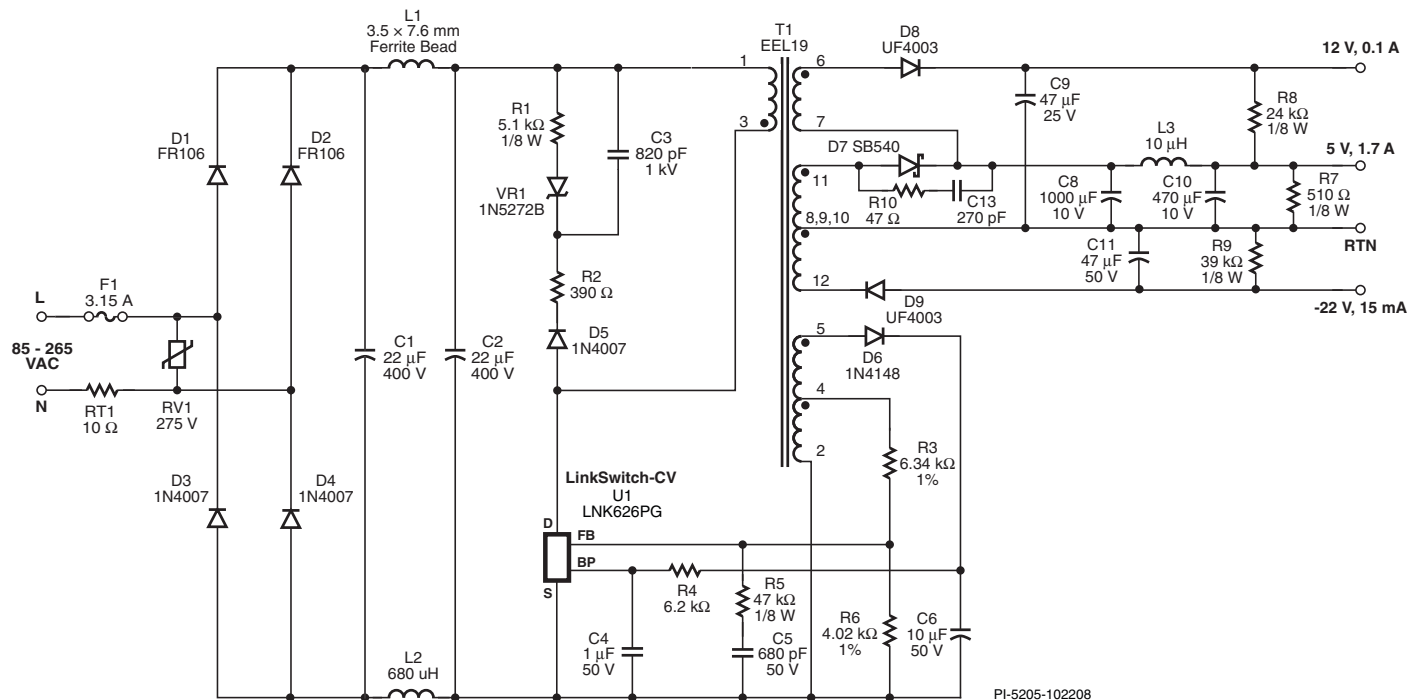 L1
3.5 × 7.6 mm
Ferrite Bead
T1
EEL19
D8
UF4003
12 V, 0.1 A
1
3
6
7
D1
FR106
D2
FR106
R1
5.1 kΩ
1/8 W
C3
820 pF
1 kV
VR1
1N5272B
C9
47 μF
25 V
R8
24 kΩ
1/8 W
L3
10 μH
D7 SB540
5 V, 1.7 A
11
R10
47 Ω
C13
270 pF
C8
1000 μF
10 V
C10
470 μF
10 V
R7
510 Ω
1/8 W
8,9,10
RTN
R2
390 Ω
C11
47 μF
50 V
R9
39 kΩ
1/8 W
12
D9
UF4003
-22 V, 15 mA
F1
3.15 A
L
85 - 265
VAC
N
RT1
10 Ω
RV1
275 V
C1
22 μF
400 V
C2
22 μF
400 V
D5
1N4007
5
D6
1N4148
4
2
R3
6.34 kΩ
1%
D3
1N4007
D4
1N4007
LinkSwitch-CV
U1
LNK626PG
D
FB
BP
S
R4
6.2 kΩ
R5
47 kΩ
1/8 W
R6
4.02 kΩ
1%
C6
10 μF
50 V
C4
1 μF
50 V
C5
680 pF
50 V
L2
680 uH
PI-5205-102208